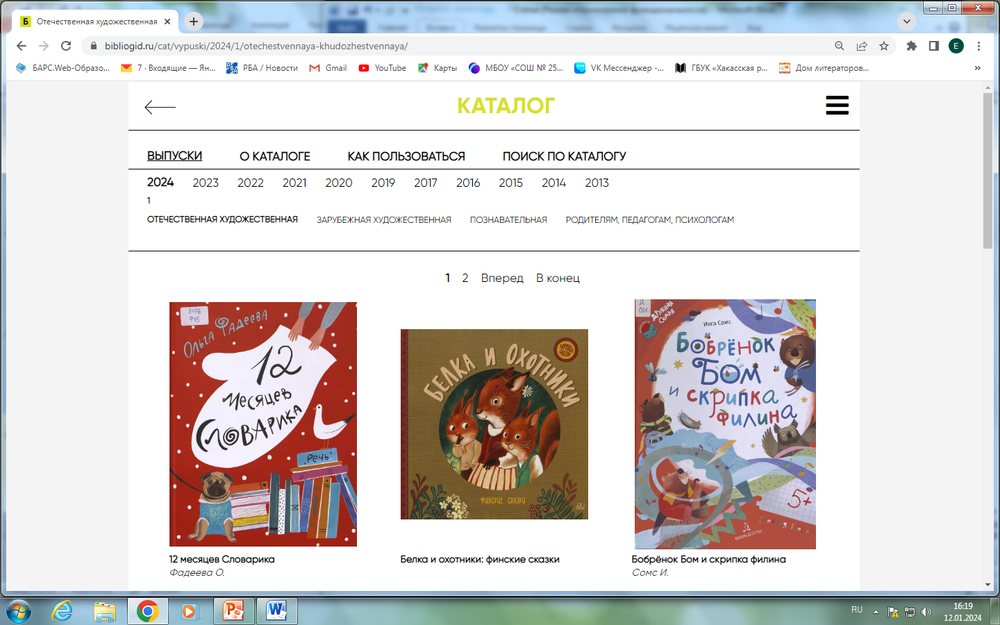 Отечественная художественная
bibliogid.ru/cat/vypuski/2024/1/otechestvennaya-khudozhestvennaya/
E
БАРС.Web-Образо...
7 · Входящие — Ян...
РБА / Новости
Gmail
YouTube
Карты
МБОУ «СОШ № 25...
VK Мессенджер -...
ГБУК «Хакасская р...
Дом литераторов...
»
КАТАЛОГ
ВЫПУСКИ О КАТАЛОГЕ КАК ПОЛЬЗОВАТЬСЯ ПОИСК ПО КАТАЛОГУ
2024 2023 2022 2021 2020 2019 2017 2016 2015 2014 2013
1
ОТЕЧЕСТВЕННАЯ ХУДОЖЕСТВЕННАЯ ЗАРУБЕЖНАЯ ХУДОЖЕСТВЕННАЯ ПОЗНАВАТЕЛЬНАЯ РОДИТЕЛЯМ, ПЕДАГОГАМ, ПСИХОЛОГАМ
1 2 Вперед В конец
Ольга Фадеева
12
месяцев
Словарика
"Речь"
БЕЛКА И ОХОТНИКИ
ФИНСКИЕ СКАЗКИ
Дружная
Семья
Инга Сомс
Бобрёнок
Бом
и скрипка
филина
5+
12 месяцев Словарика
Фадеева О.
Белка и охотники: финские сказки
Бобрёнок Бом и скрипка филина
Сомс И.
RU
16:19
12.01.2024